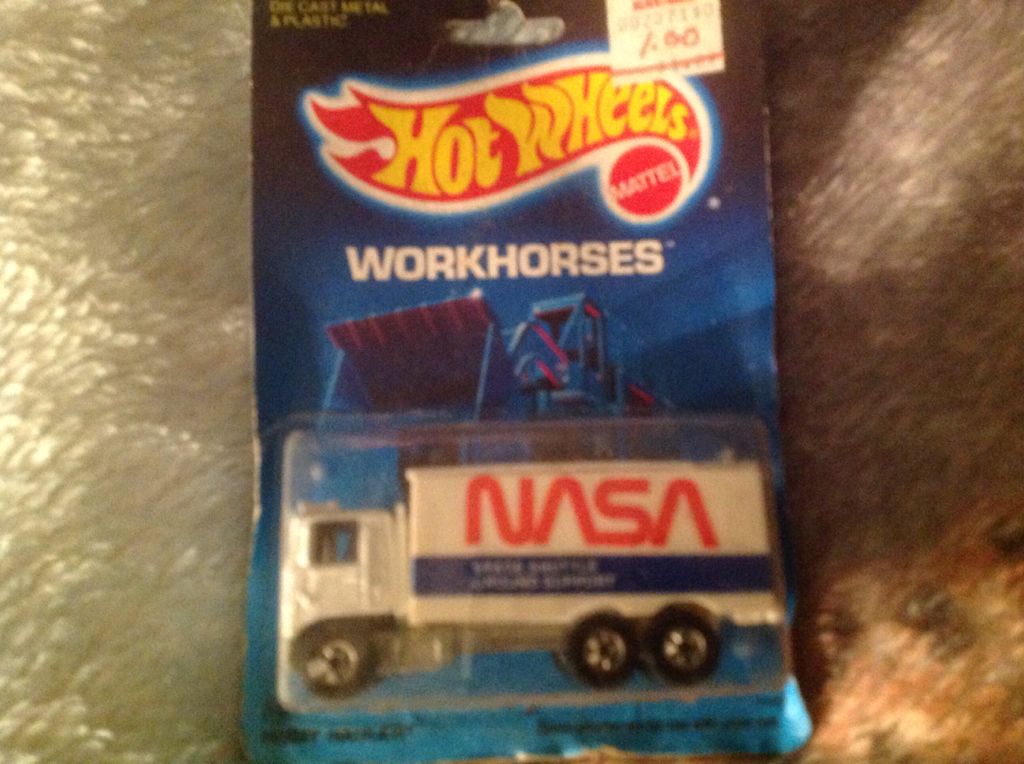 DIE CAST METAL
& PLASTIC
1.00
HOT WHEELS
MATTEL
WORKHORSES
NASA
SPACE SHUTTLE
GROUND SUPPORT